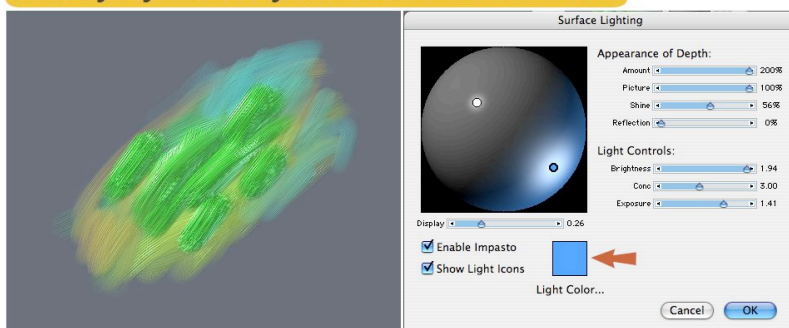 Surface Lighting
Appearance of Depth:
Amount 200%
Picture 100%
Shine 56%
Reflection 0%
Light Controls:
Brightness 1.94
Conc 3.00
Exposure 1.41
Display 0.26
Enable Impasto
Show Light Icons
Light Color...
Cancel OK